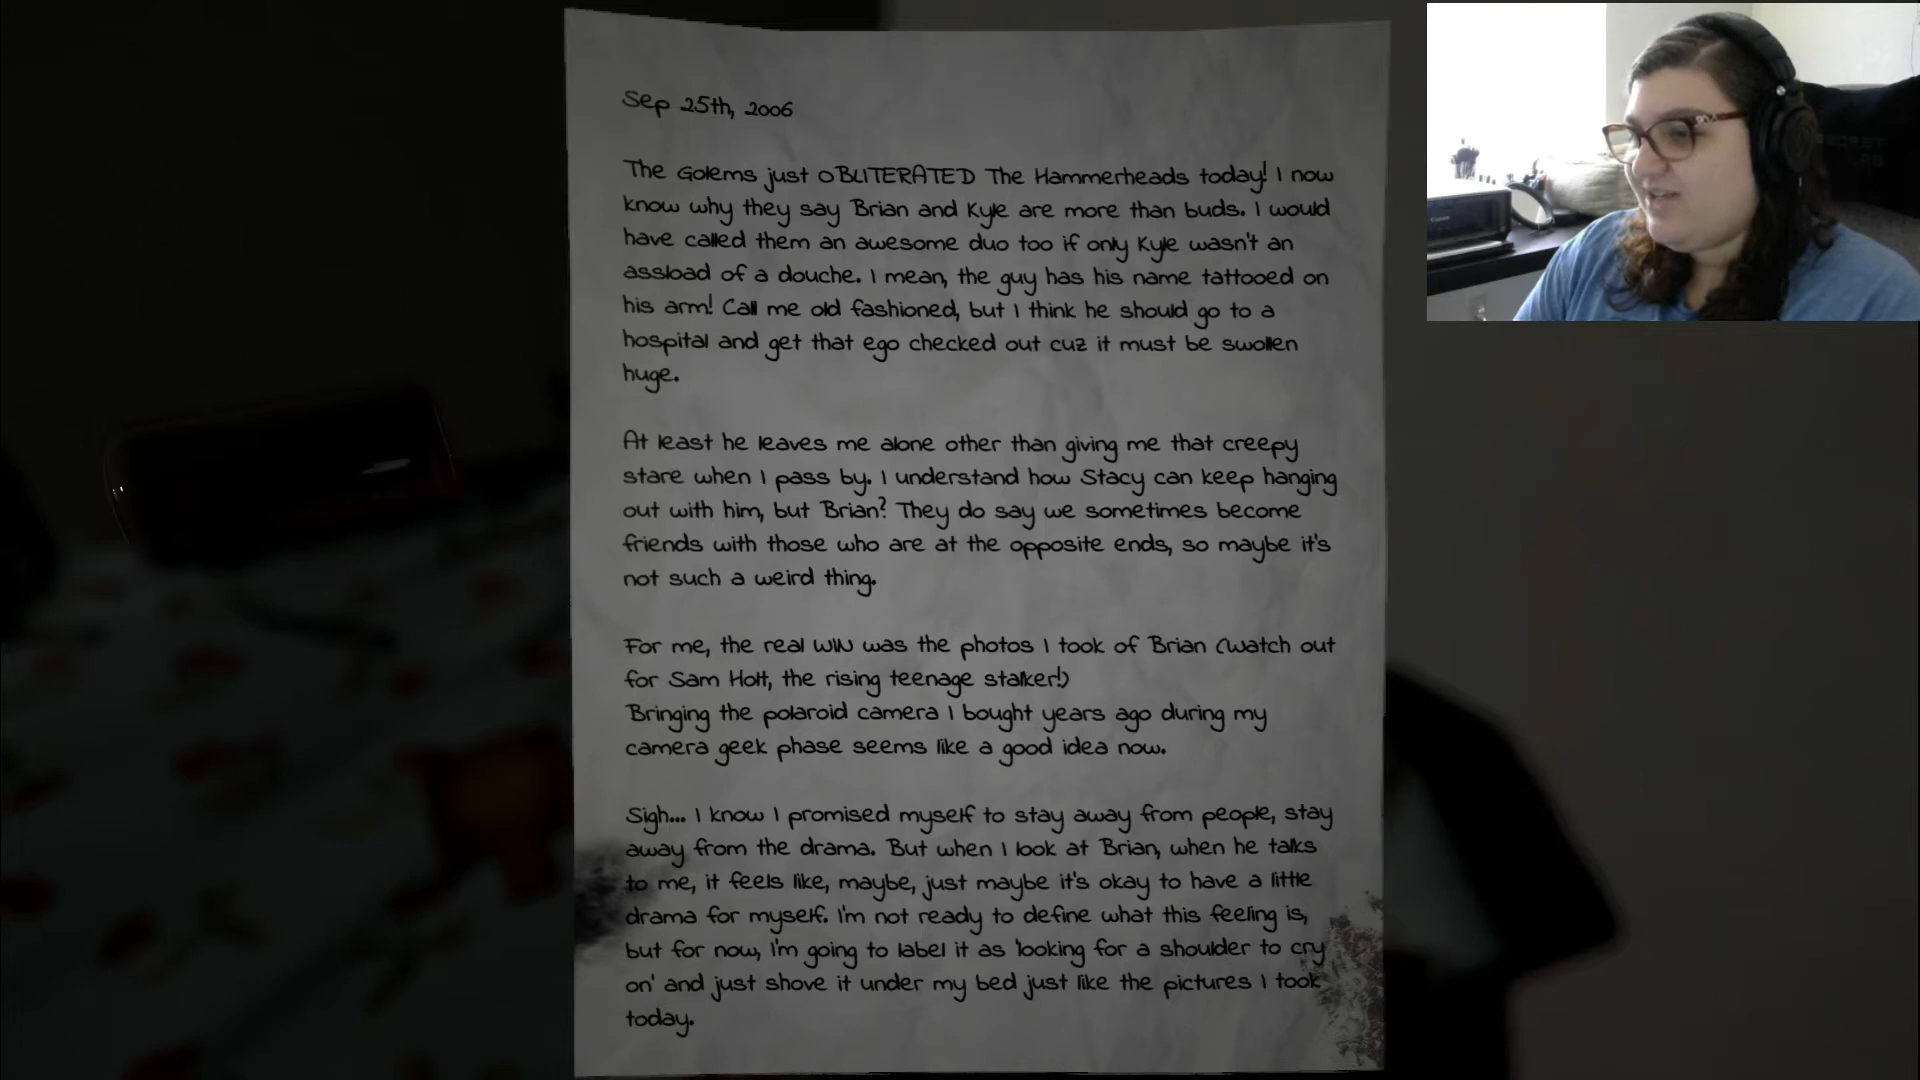 Sep 25th, 2006
The Golems just OBLITERATED The Hammerheads today! I now
know why they say Brian and Kyle are more than buds. I would
have called them an awesome duo too if only Kyle wasn't an
assload of a douche. I mean, the guy has his name tattooed on
his arm! Call me old fashioned, but I think he should go to a
hospital and get that ego checked out cuz it must be swollen
huge.
At least he leaves me alone other than giving me that creepy
stare when I pass by. I understand how Stacy can keep hanging
out with him, but Brian? They do say we sometimes become
friends with those who are at the opposite ends, so maybe it's
not such a weird thing.
For me, the real WIN was the photos I took of Brian (watch out
for Sam Holt, the rising teenage stalker!)
Bringing the polaroid camera I bought years ago during my
camera geek phase seems like a good idea now.
Sigh... I know I promised myself to stay away from people, stay
away from the drama. But when I look at Brian, when he talks
to me, it feels like, maybe, just maybe it's okay to have a little
drama for myself. I'm not ready to define what this feeling is,
but for now, I'm going to label it as 'looking for a shoulder to cry
on' and just shove it under my bed just like the pictures I took
today.
Canon